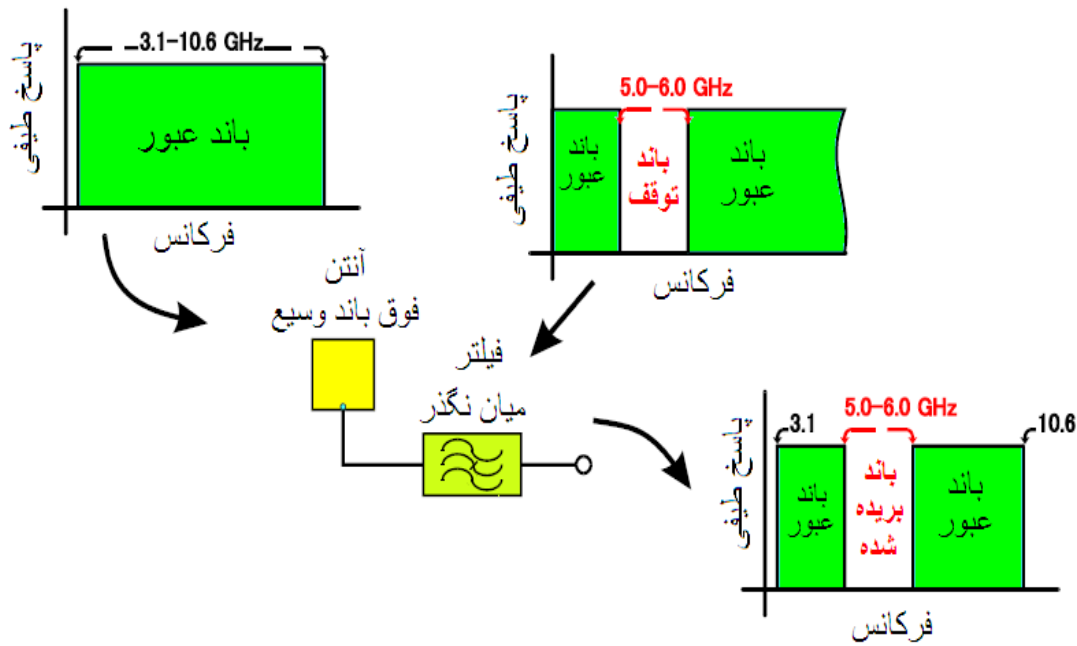 3.1-10.6 GHz
پاسخ طیفی
باند عبور
فرکانس
5.0-6.0 GHz
پاسخ طیفی
باند
عبور
باند
توقف
باند
عبور
فرکانس
آنتن
فوق باند وسیع
فیلتر
میان نگذر
3.1
5.0-6.0 GHz
10.6
پاسخ طیفی
باند
عبور
باند
بریده
شده
باند
عبور
فرکانس